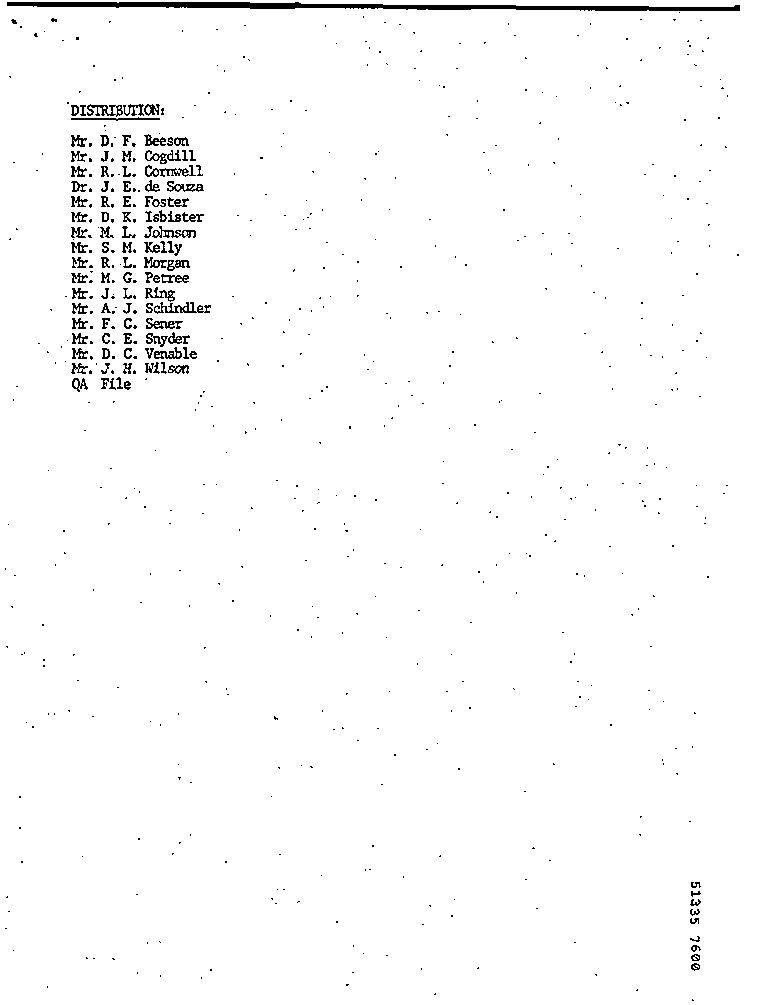 DISTRIBUTION:
Mr. D. F. Beeson
Mr. J. M. Cogdill
Mr. R. L. Cornwell
Dr. J. E. de Souza
Mr. R. E. Foster
Mr. D. K. Isbister
Mr. M. L. Johnson
Mr. S. M. Kelly
Mr. R. L. Morgan
Mr. M. G. Petree
Mr. J. L. Ring
Mr. A. J. Schindler
Mr. F. C. Sener
Mr. C. E. Snyder
Mr. D. C. Venable
Mr. J. H. Wilson
QA File
51335 7600